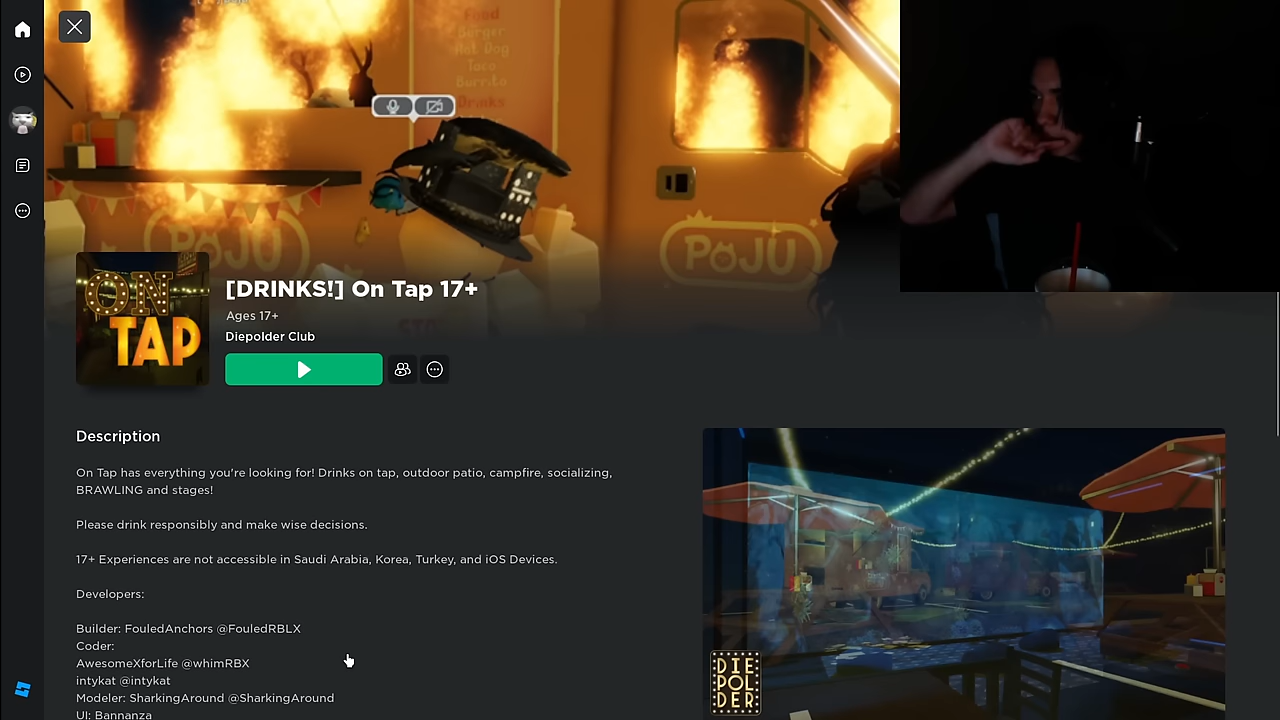 Food
Burger
Hot Dog
Taco
Burrito
Drinks
POJU
POJU
ON
TAP
[DRINKS!] On Tap 17+
Ages 17+
Diepolder Club
Description
On Tap has everything you're looking for! Drinks on tap, outdoor patio, campfire, socializing,
BRAWLING and stages!
Please drink responsibly and make wise decisions.
17+ Experiences are not accessible in Saudi Arabia, Korea, Turkey, and iOS Devices.
Developers:
Builder: FouledAnchors @FouledRBLX
Coder:
AwesomeXforLife @whimRBX
intykat @intykat
Modeler: SharkingAround @SharkingAround
UI: Bannanza
DIE
POL
DER